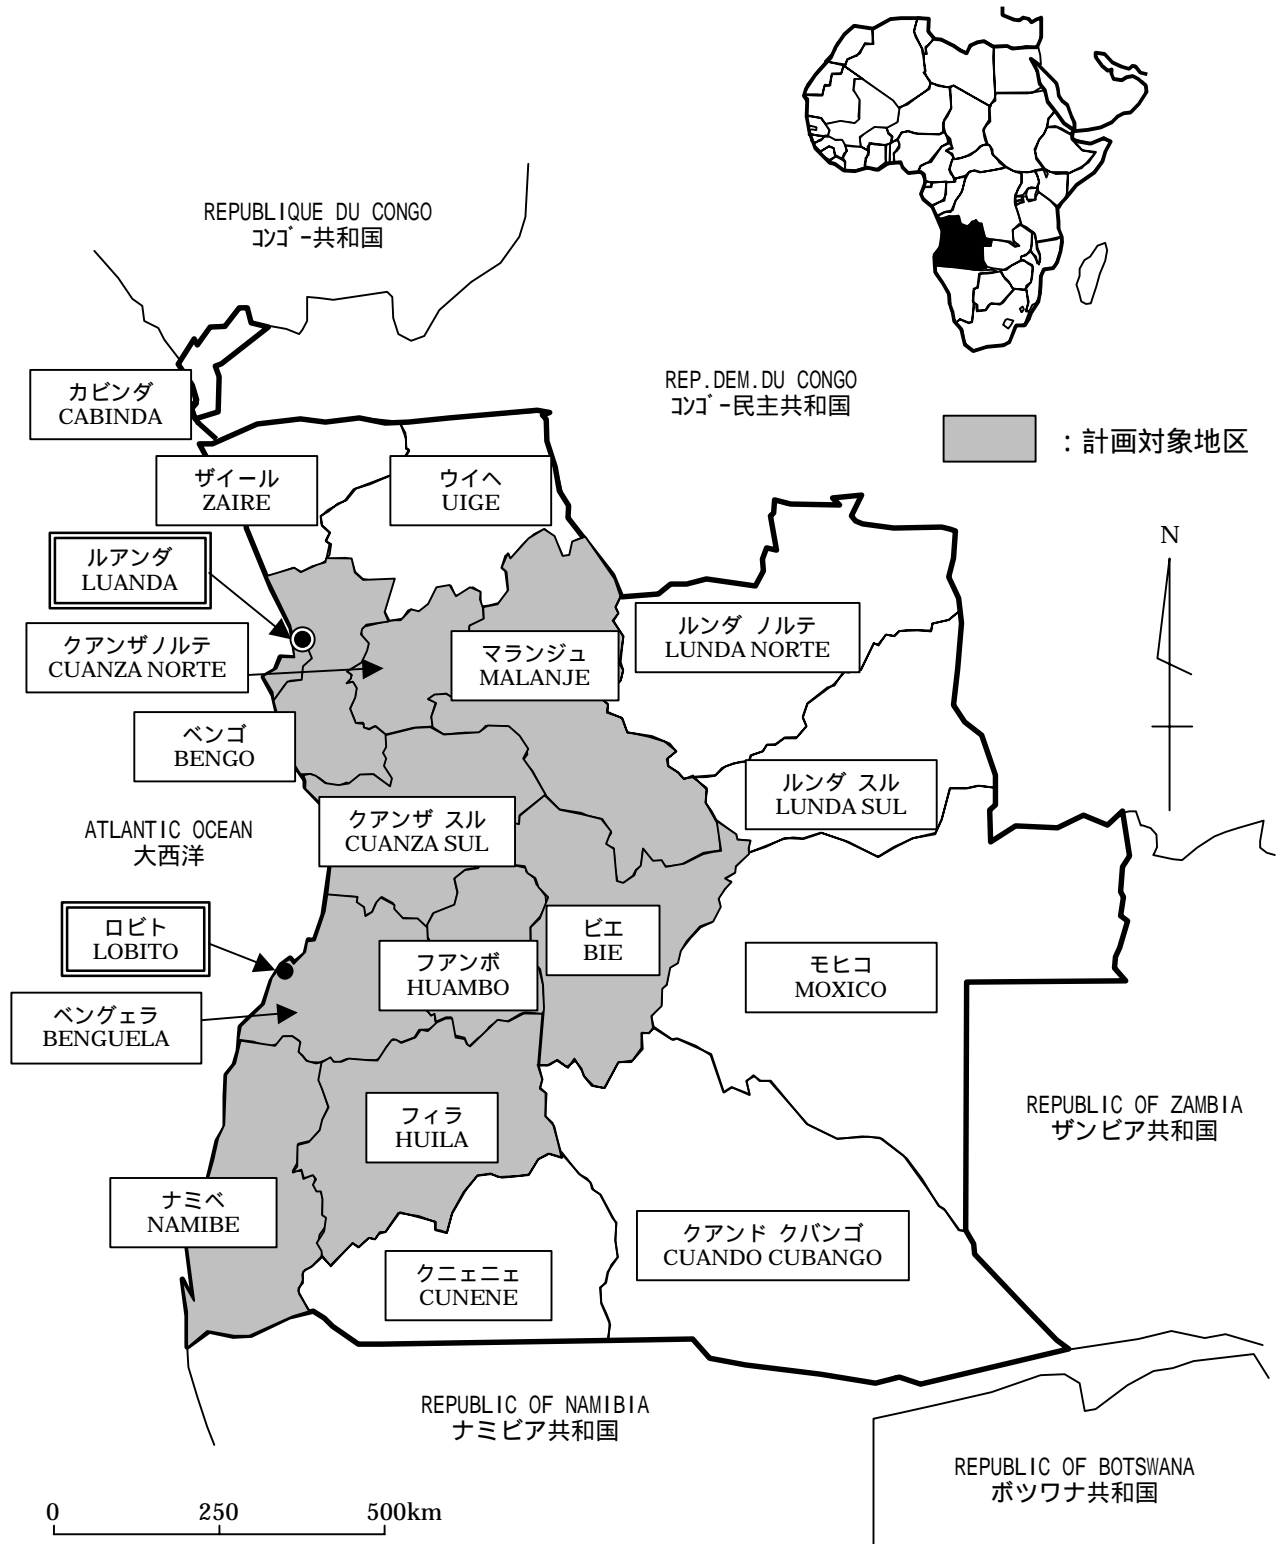 REPUBLIQUE DU CONGO
ｺﾝｺﾞｰ共和国
カビンダ
CABINDA
REP.DEM.DU CONGO
ｺﾝｺﾞｰ民主共和国
：計画対象地区
ザイール
ZAIRE
ウイヘ
UIGE
N
ルアンダ
LUANDA
クアンザノルテ
CUANZA NORTE
マランジュ
MALANJE
ルンダ ノルテ
LUNDA NORTE
ベンゴ
BENGO
ルンダ スル
LUNDA SUL
クアンザ スル
CUANZA SUL
ATLANTIC OCEAN
大西洋
ロビト
LOBITO
ビエ
BIE
フアンボ
HUAMBO
モヒコ
MOXICO
ベングェラ
BENGUELA
フィラ
HUILA
REPUBLIC OF ZAMBIA
ザンビア共和国
ナミベ
NAMIBE
クアンド クバンゴ
CUANDO CUBANGO
クニェニェ
CUNENE
REPUBLIC OF NAMIBIA
ナミビア共和国
REPUBLIC OF BOTSWANA
ボツワナ共和国
0 250 500km